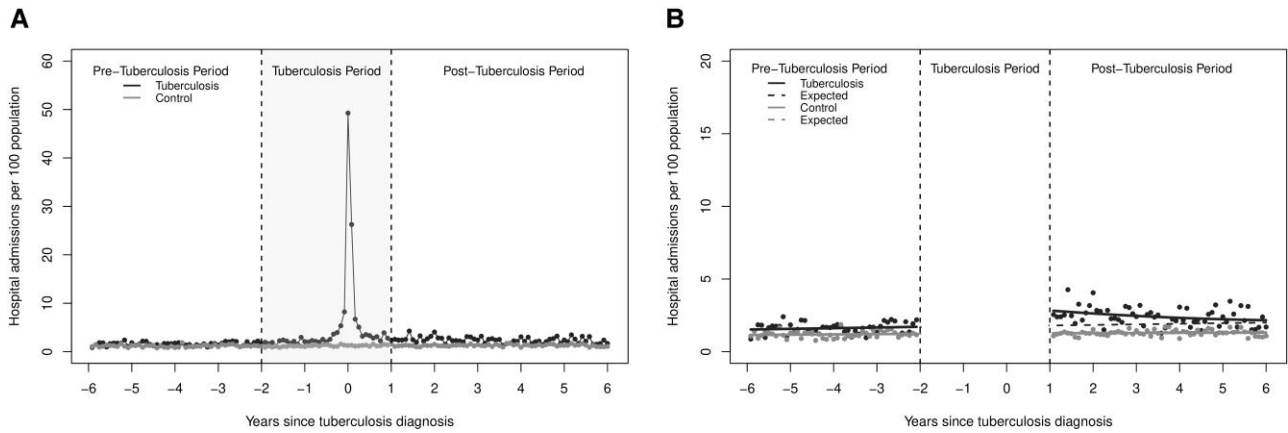 A
Hospital admissions per 100 population
60
50
40
30
20
10
0
Pre−Tuberculosis Period
Tuberculosis
Control
Tuberculosis Period
Post−Tuberculosis Period
−6 −5 −4 −3 −2 −1 0 1 2 3 4 5 6
Years since tuberculosis diagnosis
B
Hospital admissions per 100 population
20
15
10
5
0
Pre−Tuberculosis Period
Tuberculosis
Expected
Control
Expected
Tuberculosis Period
Post−Tuberculosis Period
−6 −5 −4 −3 −2 −1 0 1 2 3 4 5 6
Years since tuberculosis diagnosis